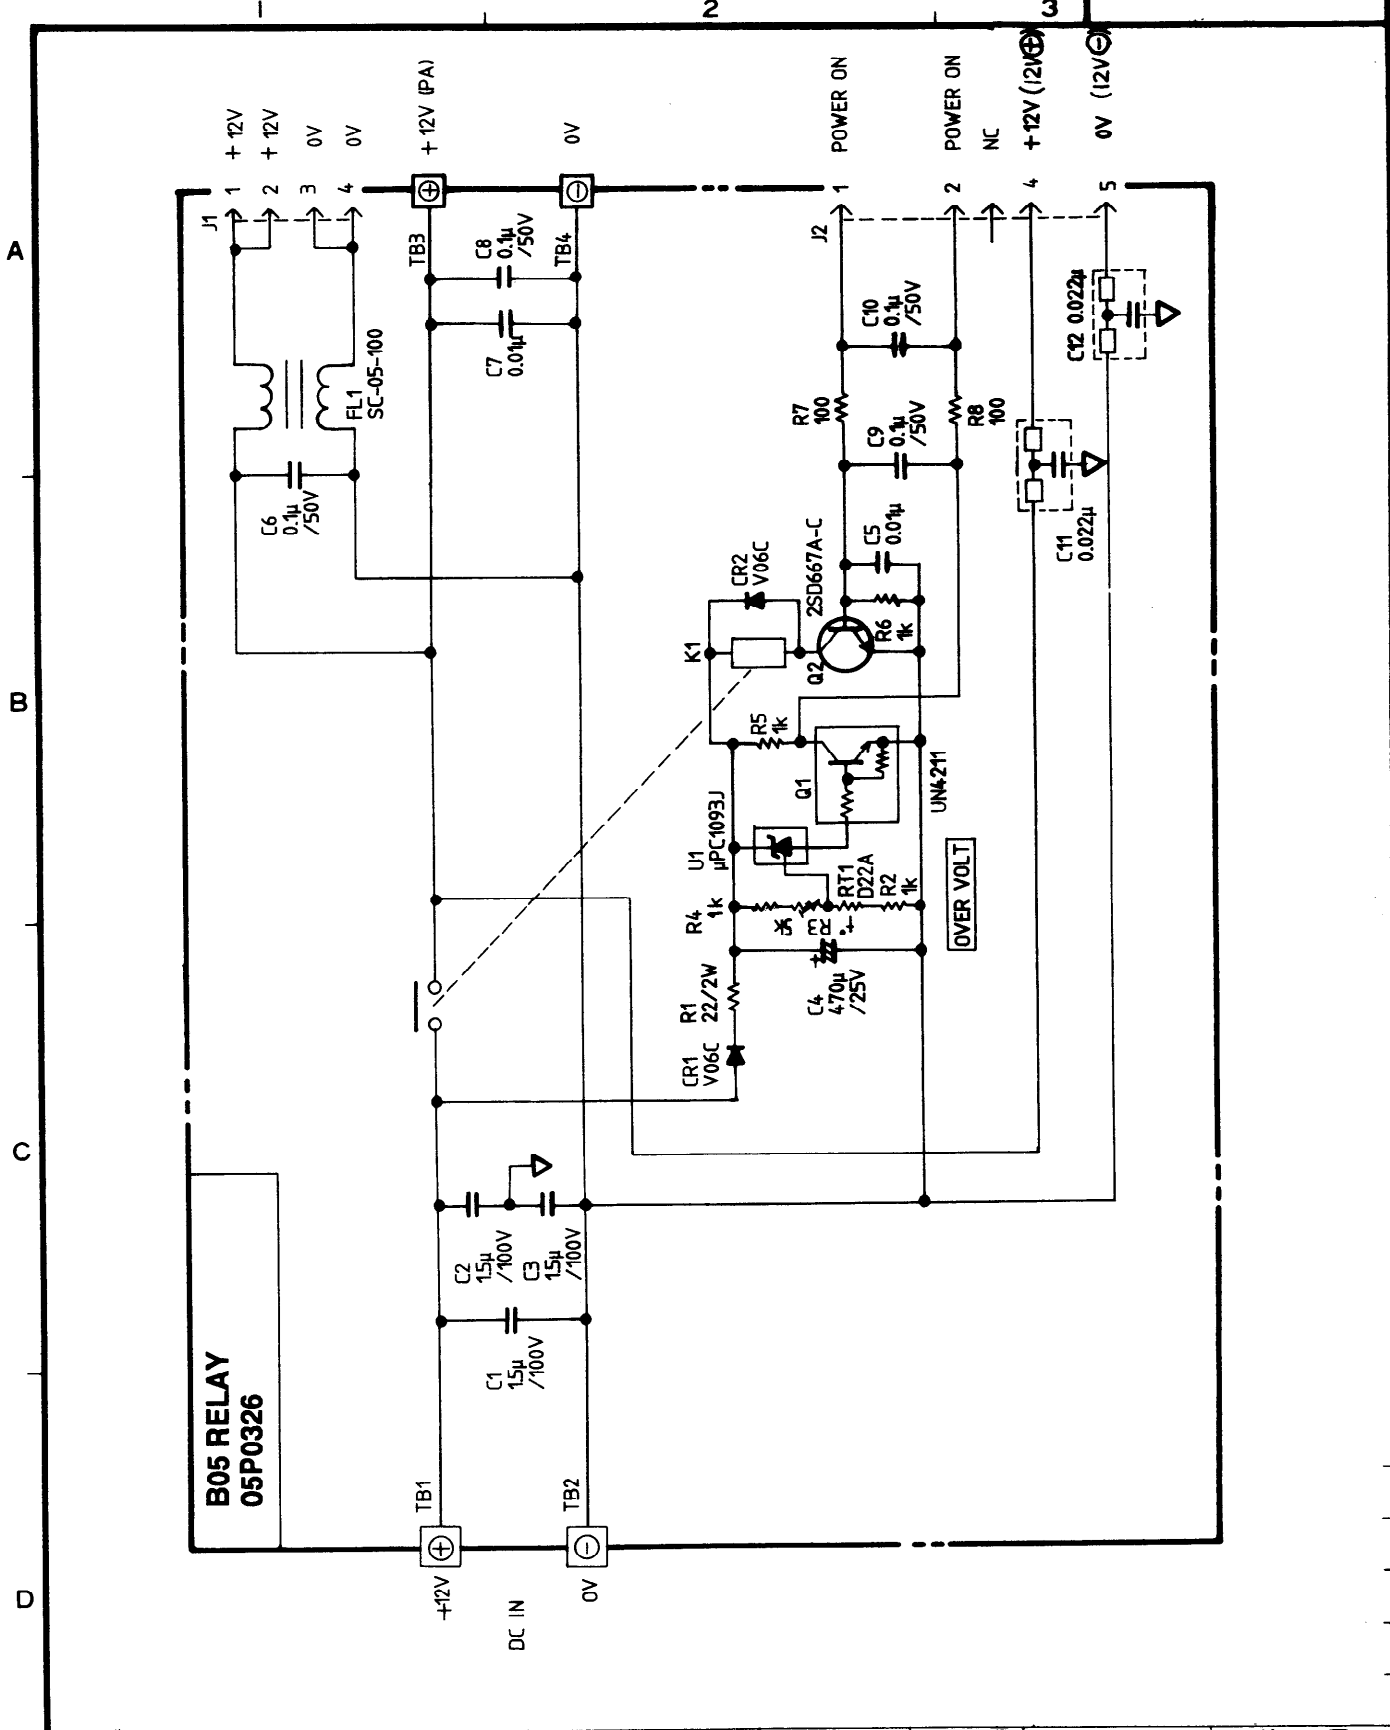 2
3
A
B
C
D
+12V
+12V
0V
0V
+12V (PA)
0V
POWER ON
POWER ON
NC
+12V (12V⊕)
0V (12V⊖)
1
2
3
4
J1
TB3
TB4
C8
0.1µ
/50V
C7
0.01µ
FL1
SC-05-100
C6
0.1µ
/50V
1
2
4
5
J2
C10
0.1µ
/50V
R7
100
R8
100
C9
0.1µ
/50V
C12 0.022µ
C11
0.022µ
C5
0.01µ
2SD667A-C
CR2
V06C
K1
Q2
R6
1k
R5
1k
Q1
UN4211
U1
µPC1093J
R4
1k
R3
5K
RT1
D22A
R2
1k
+
t°
OVER VOLT
R1
22/2W
C4
470µ
/25V
CR1
V06C
C2
1.5µ
/100V
C3
1.5µ
/100V
C1
1.5µ
/100V
B05 RELAY
05P0326
TB1
TB2
+12V
DC IN
0V